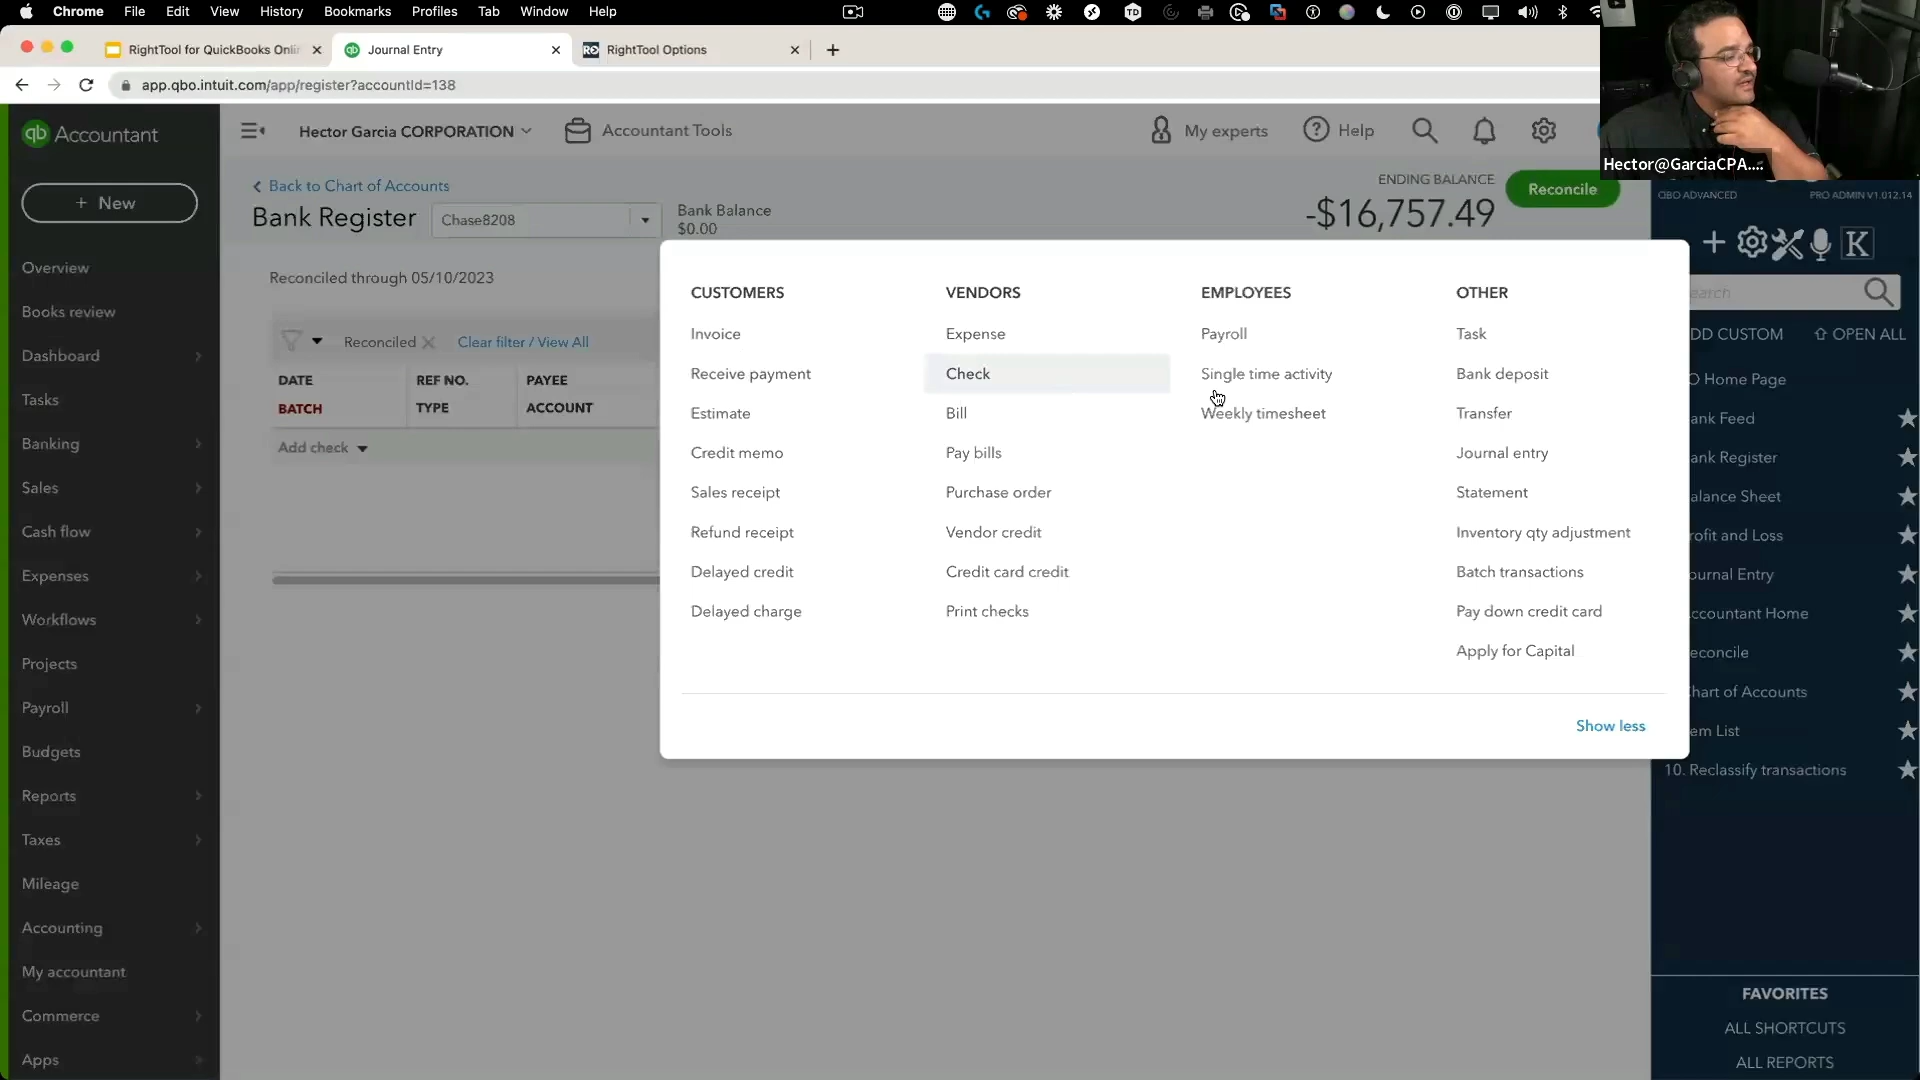 Chrome File Edit View History Bookmarks Profiles Tab Window Help
RightTool for QuickBooks Onli
Journal Entry
RightTool Options
app.qbo.intuit.com/app/register?accountId=138
Hector@GarciaCPA....
qb Accountant
+ New
Overview
Books review
Dashboard
Tasks
Banking
Sales
Cash flow
Expenses
Workflows
Projects
Payroll
Budgets
Reports
Taxes
Mileage
Accounting
My accountant
Commerce
Apps
Hector Garcia CORPORATION
Accountant Tools
My experts
Help
Back to Chart of Accounts
Bank Register
Chase8208
Bank Balance
$0.00
ENDING BALANCE
-$16,757.49
Reconcile
Reconciled through 05/10/2023
Reconciled
Clear filter / View All
DATE REF NO. PAYEE
BATCH TYPE ACCOUNT
Add check
CUSTOMERS
Invoice
Receive payment
Estimate
Credit memo
Sales receipt
Refund receipt
Delayed credit
Delayed charge
VENDORS
Expense
Check
Bill
Pay bills
Purchase order
Vendor credit
Credit card credit
Print checks
EMPLOYEES
Payroll
Single time activity
Weekly timesheet
OTHER
Task
Bank deposit
Transfer
Journal entry
Statement
Inventory qty adjustment
Batch transactions
Pay down credit card
Apply for Capital
Show less
QBO ADVANCED PRO ADMIN V1.012.14
K
earch
DD CUSTOM OPEN ALL
O Home Page
ank Feed
ank Register
alance Sheet
rofit and Loss
ournal Entry
ccountant Home
econcile
hart of Accounts
em List
10. Reclassify transactions
FAVORITES
ALL SHORTCUTS
ALL REPORTS